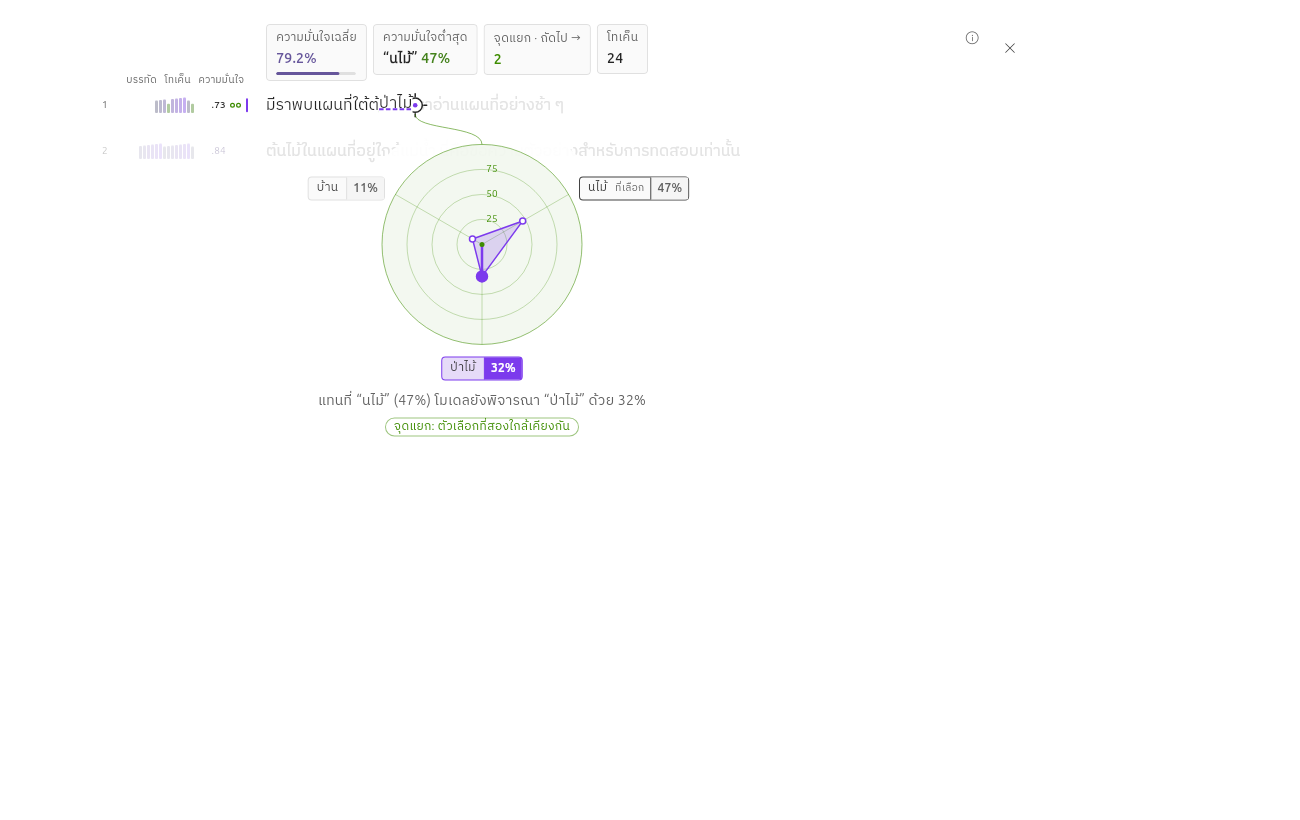 ความมั่นใจเฉลี่ย
79.2%
ความมั่นใจต่ำสุด
“นไม้” 47%
จุดแยก · ถัดไป →
2
โทเค็น
24
บรรทัด โทเค็น ความมั่นใจ
1 .73 มีราพบแผนที่ใต้ต้ป่าไม้ าอ่านแผนที่อย่างช้า ๆ
2 .84 ต้นไม้ในแผนที่อยู่ใกล้ สำหรับการทดสอบเท่านั้น
75
50
25
บ้าน 11%
นไม้ ที่เลือก 47%
ป่าไม้ 32%
แทนที่ “นไม้” (47%) โมเดลยังพิจารณา “ป่าไม้” ด้วย 32%
จุดแยก: ตัวเลือกที่สองใกล้เคียงกัน